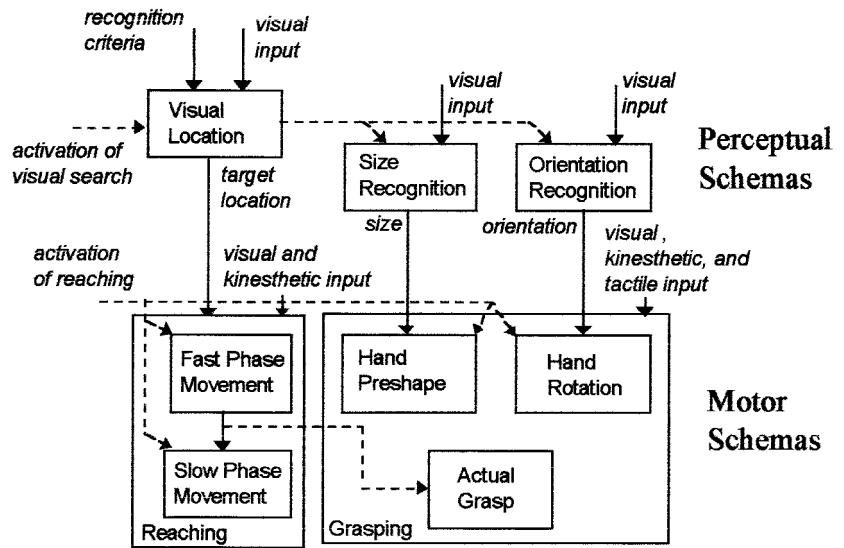 recognition
criteria
visual
input
visual
input
visual
input
Visual
Location
activation of
visual search
target
location
Size
Recognition
Orientation
Recognition
Perceptual
Schemas
size
orientation
activation
of reaching
visual and
kinesthetic input
visual ,
kinesthetic, and
tactile input
Fast Phase
Movement
Hand
Preshape
Hand
Rotation
Motor
Schemas
Slow Phase
Movement
Actual
Grasp
Reaching
Grasping